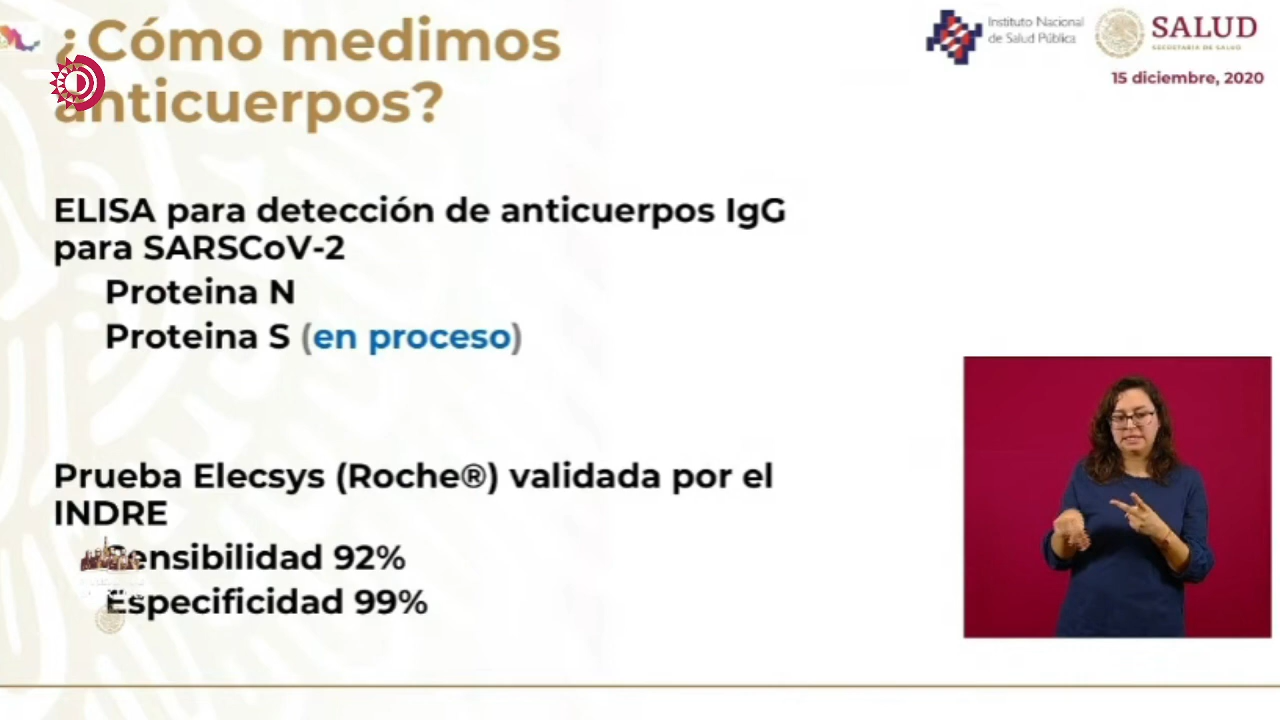 ¿Cómo medimos
anticuerpos?
Instituto Nacional
de Salud Pública
SALUD
SECRETARÍA DE SALUD
15 diciembre, 2020
ELISA para detección de anticuerpos IgG
para SARSCoV-2
Proteina N
Proteina S (en proceso)
Prueba Elecsys (Roche®) validada por el
INDRE
Sensibilidad 92%
Especificidad 99%